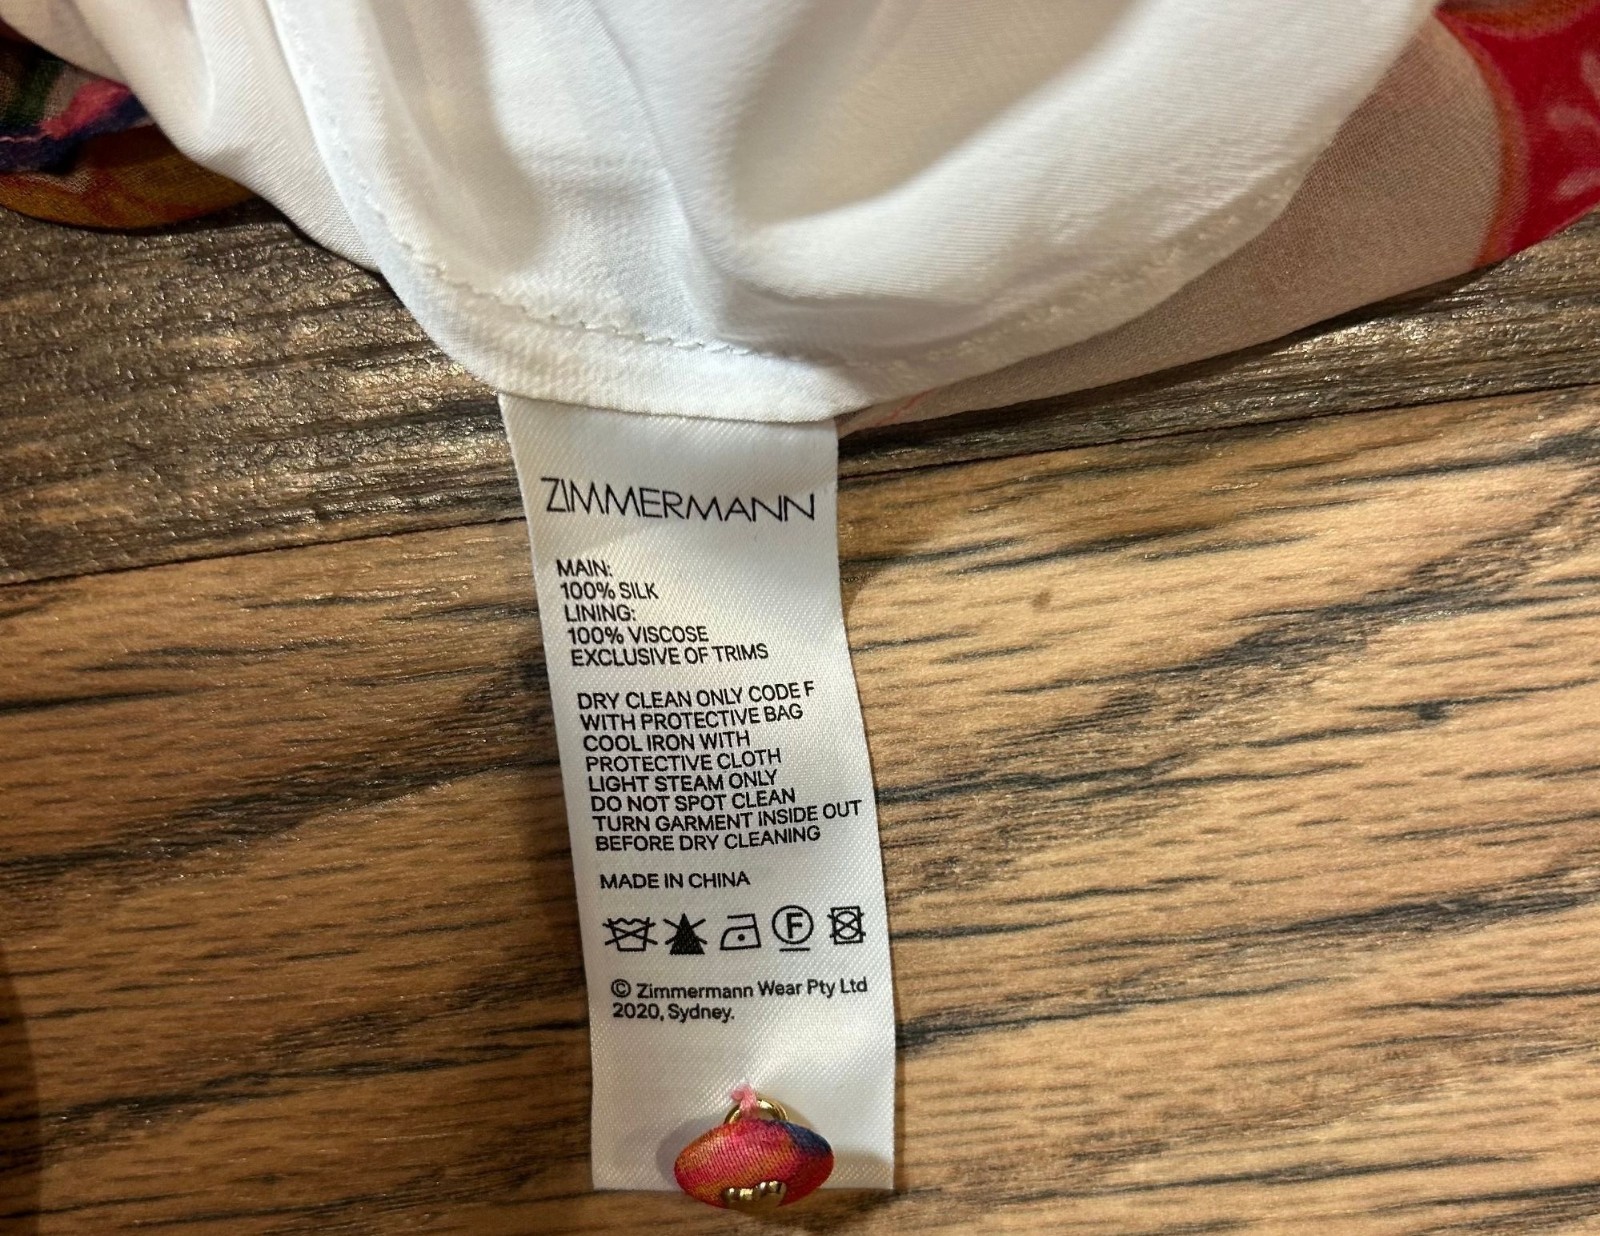 ZIMMERMANN
MAIN:
100% SILK
LINING:
100% VISCOSE
EXCLUSIVE OF TRIMS
DRY CLEAN ONLY CODE F
WITH PROTECTIVE BAG
COOL IRON WITH
PROTECTIVE CLOTH
LIGHT STEAM ONLY
DO NOT SPOT CLEAN
TURN GARMENT INSIDE OUT
BEFORE DRY CLEANING
MADE IN CHINA
F
© Zimmermann Wear Pty Ltd
2020, Sydney.